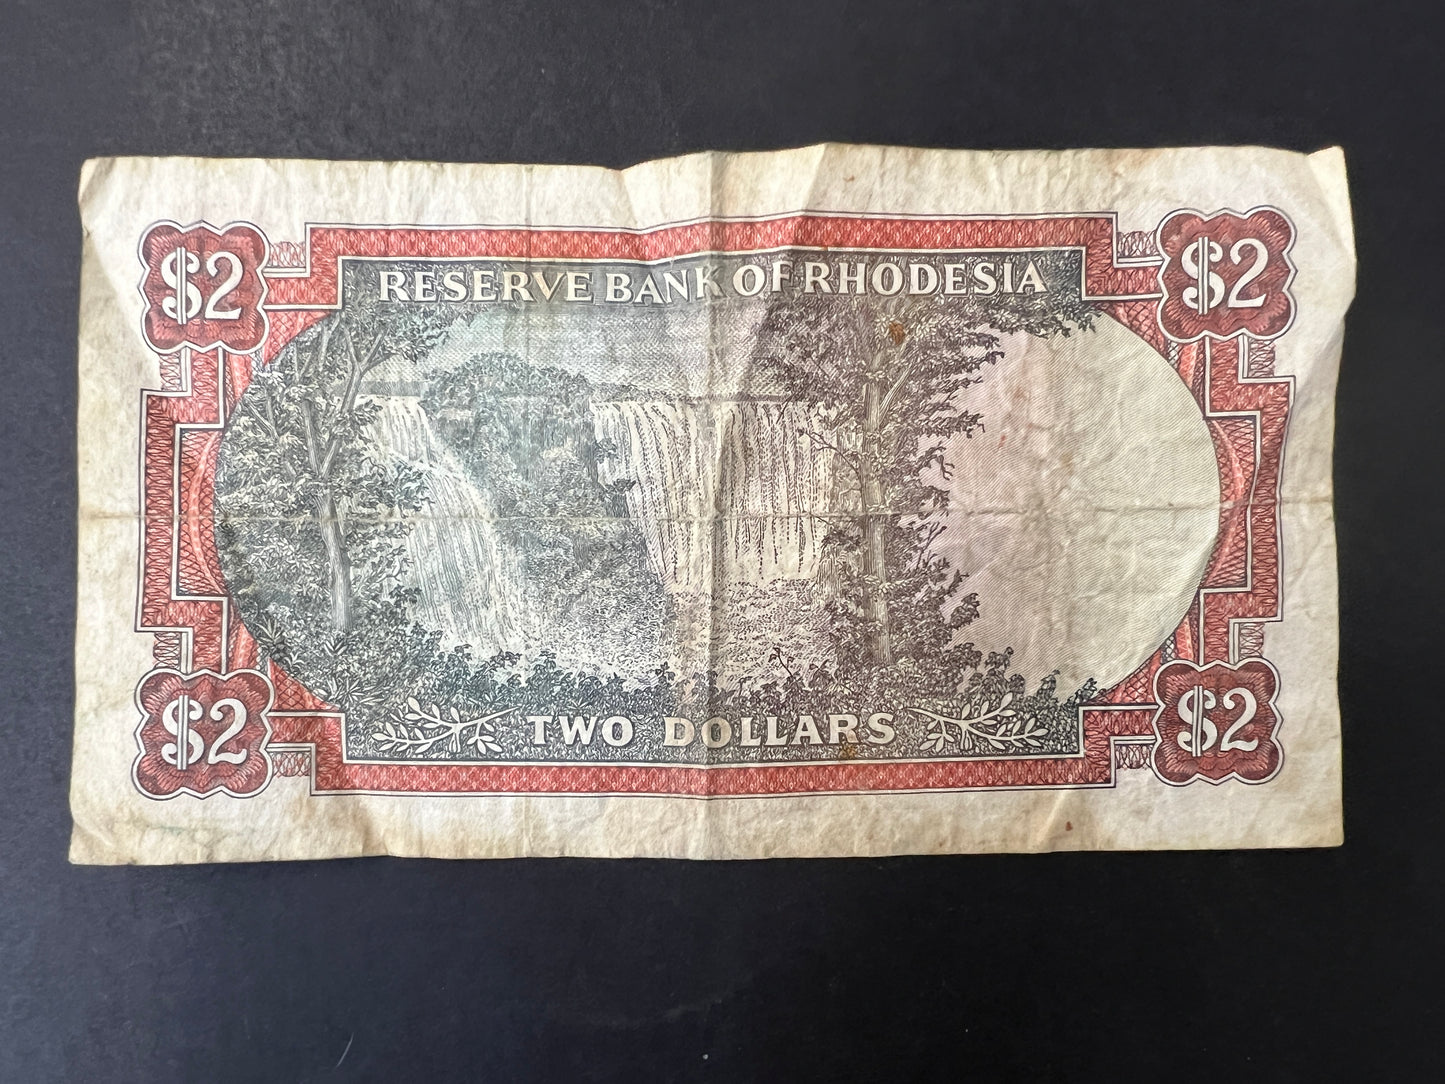 $2 $2
RESERVE BANK OF RHODESIA
TWO DOLLARS
$2 $2